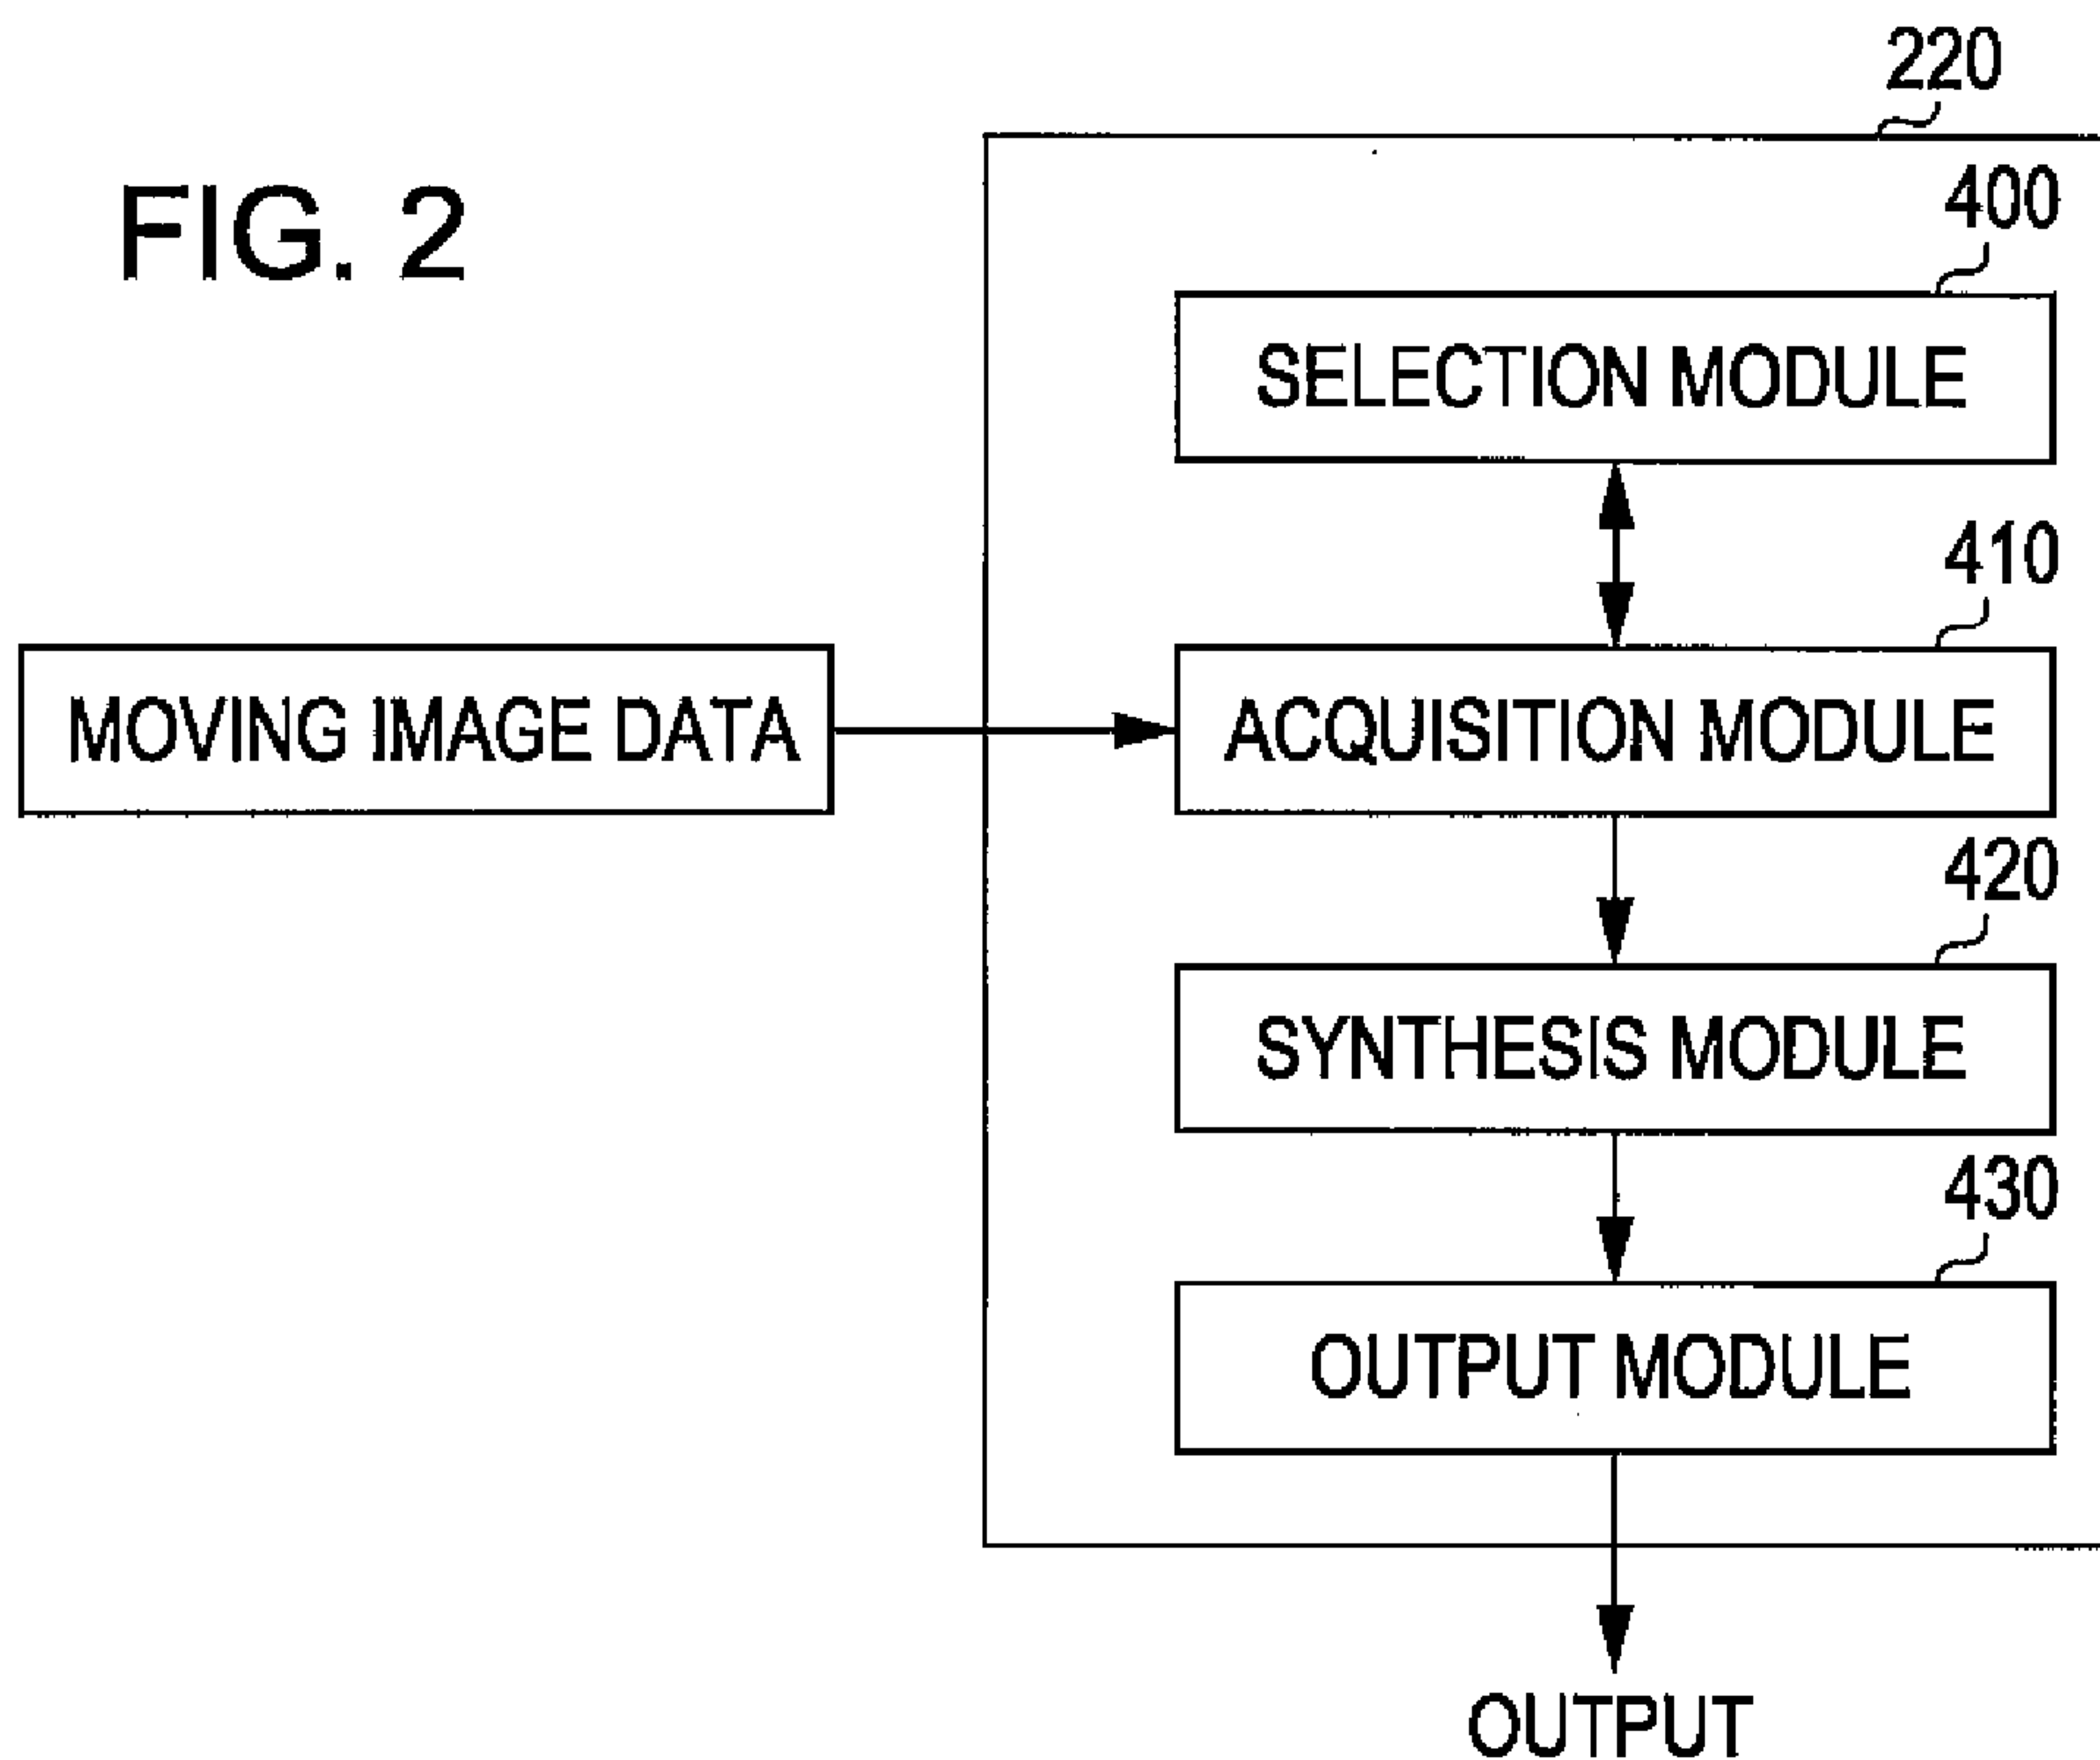 220
FIG. 2
400
SELECTION MODULE
410
MOVING IMAGE DATA
ACQUISITION MODULE
420
SYNTHESIS MODULE
430
OUTPUT MODULE
OUTPUT